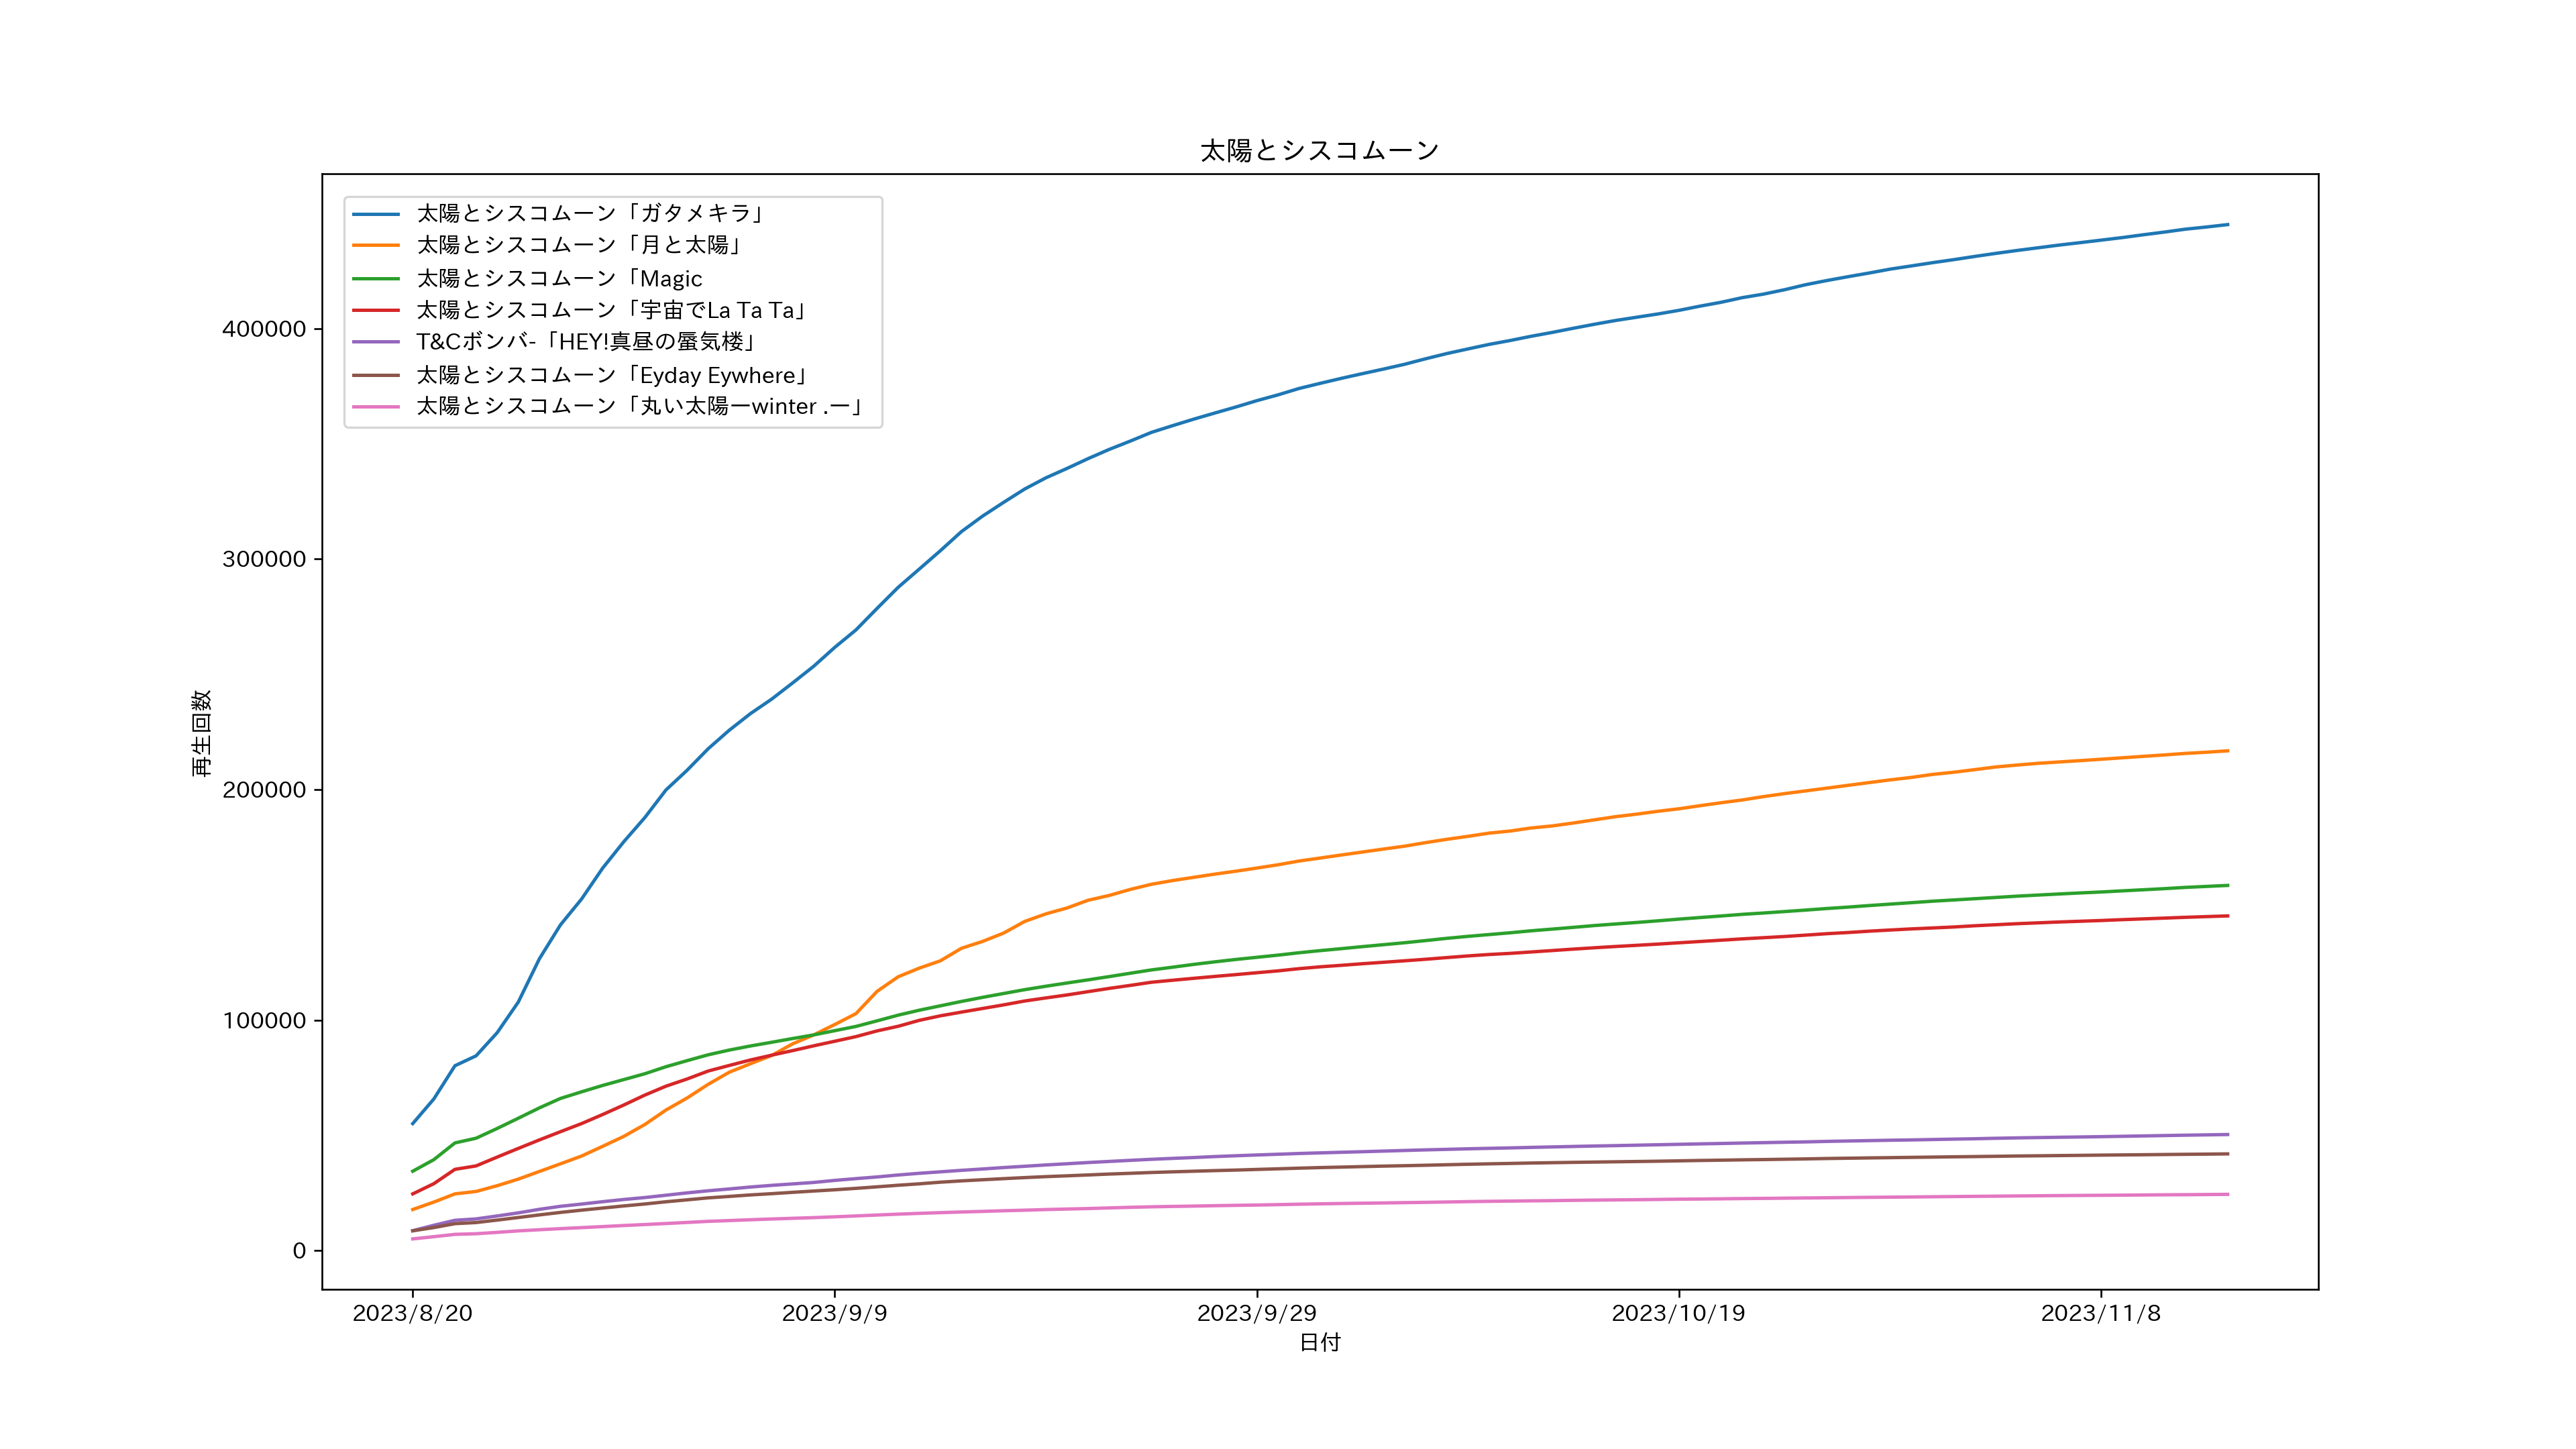 太陽とシスコムーン
太陽とシスコムーン「ガタメキラ」
太陽とシスコムーン「月と太陽」
太陽とシスコムーン「Magic
太陽とシスコムーン「宇宙でLa Ta Ta」
T&Cボンバ-「HEY!真昼の蜃気楼」
太陽とシスコムーン「Eyday Eywhere」
太陽とシスコムーン「丸い太陽ーwinter .ー」
400000
300000
200000
100000
0
再生回数
2023/8/20
2023/9/9
2023/9/29
2023/10/19
2023/11/8
日付